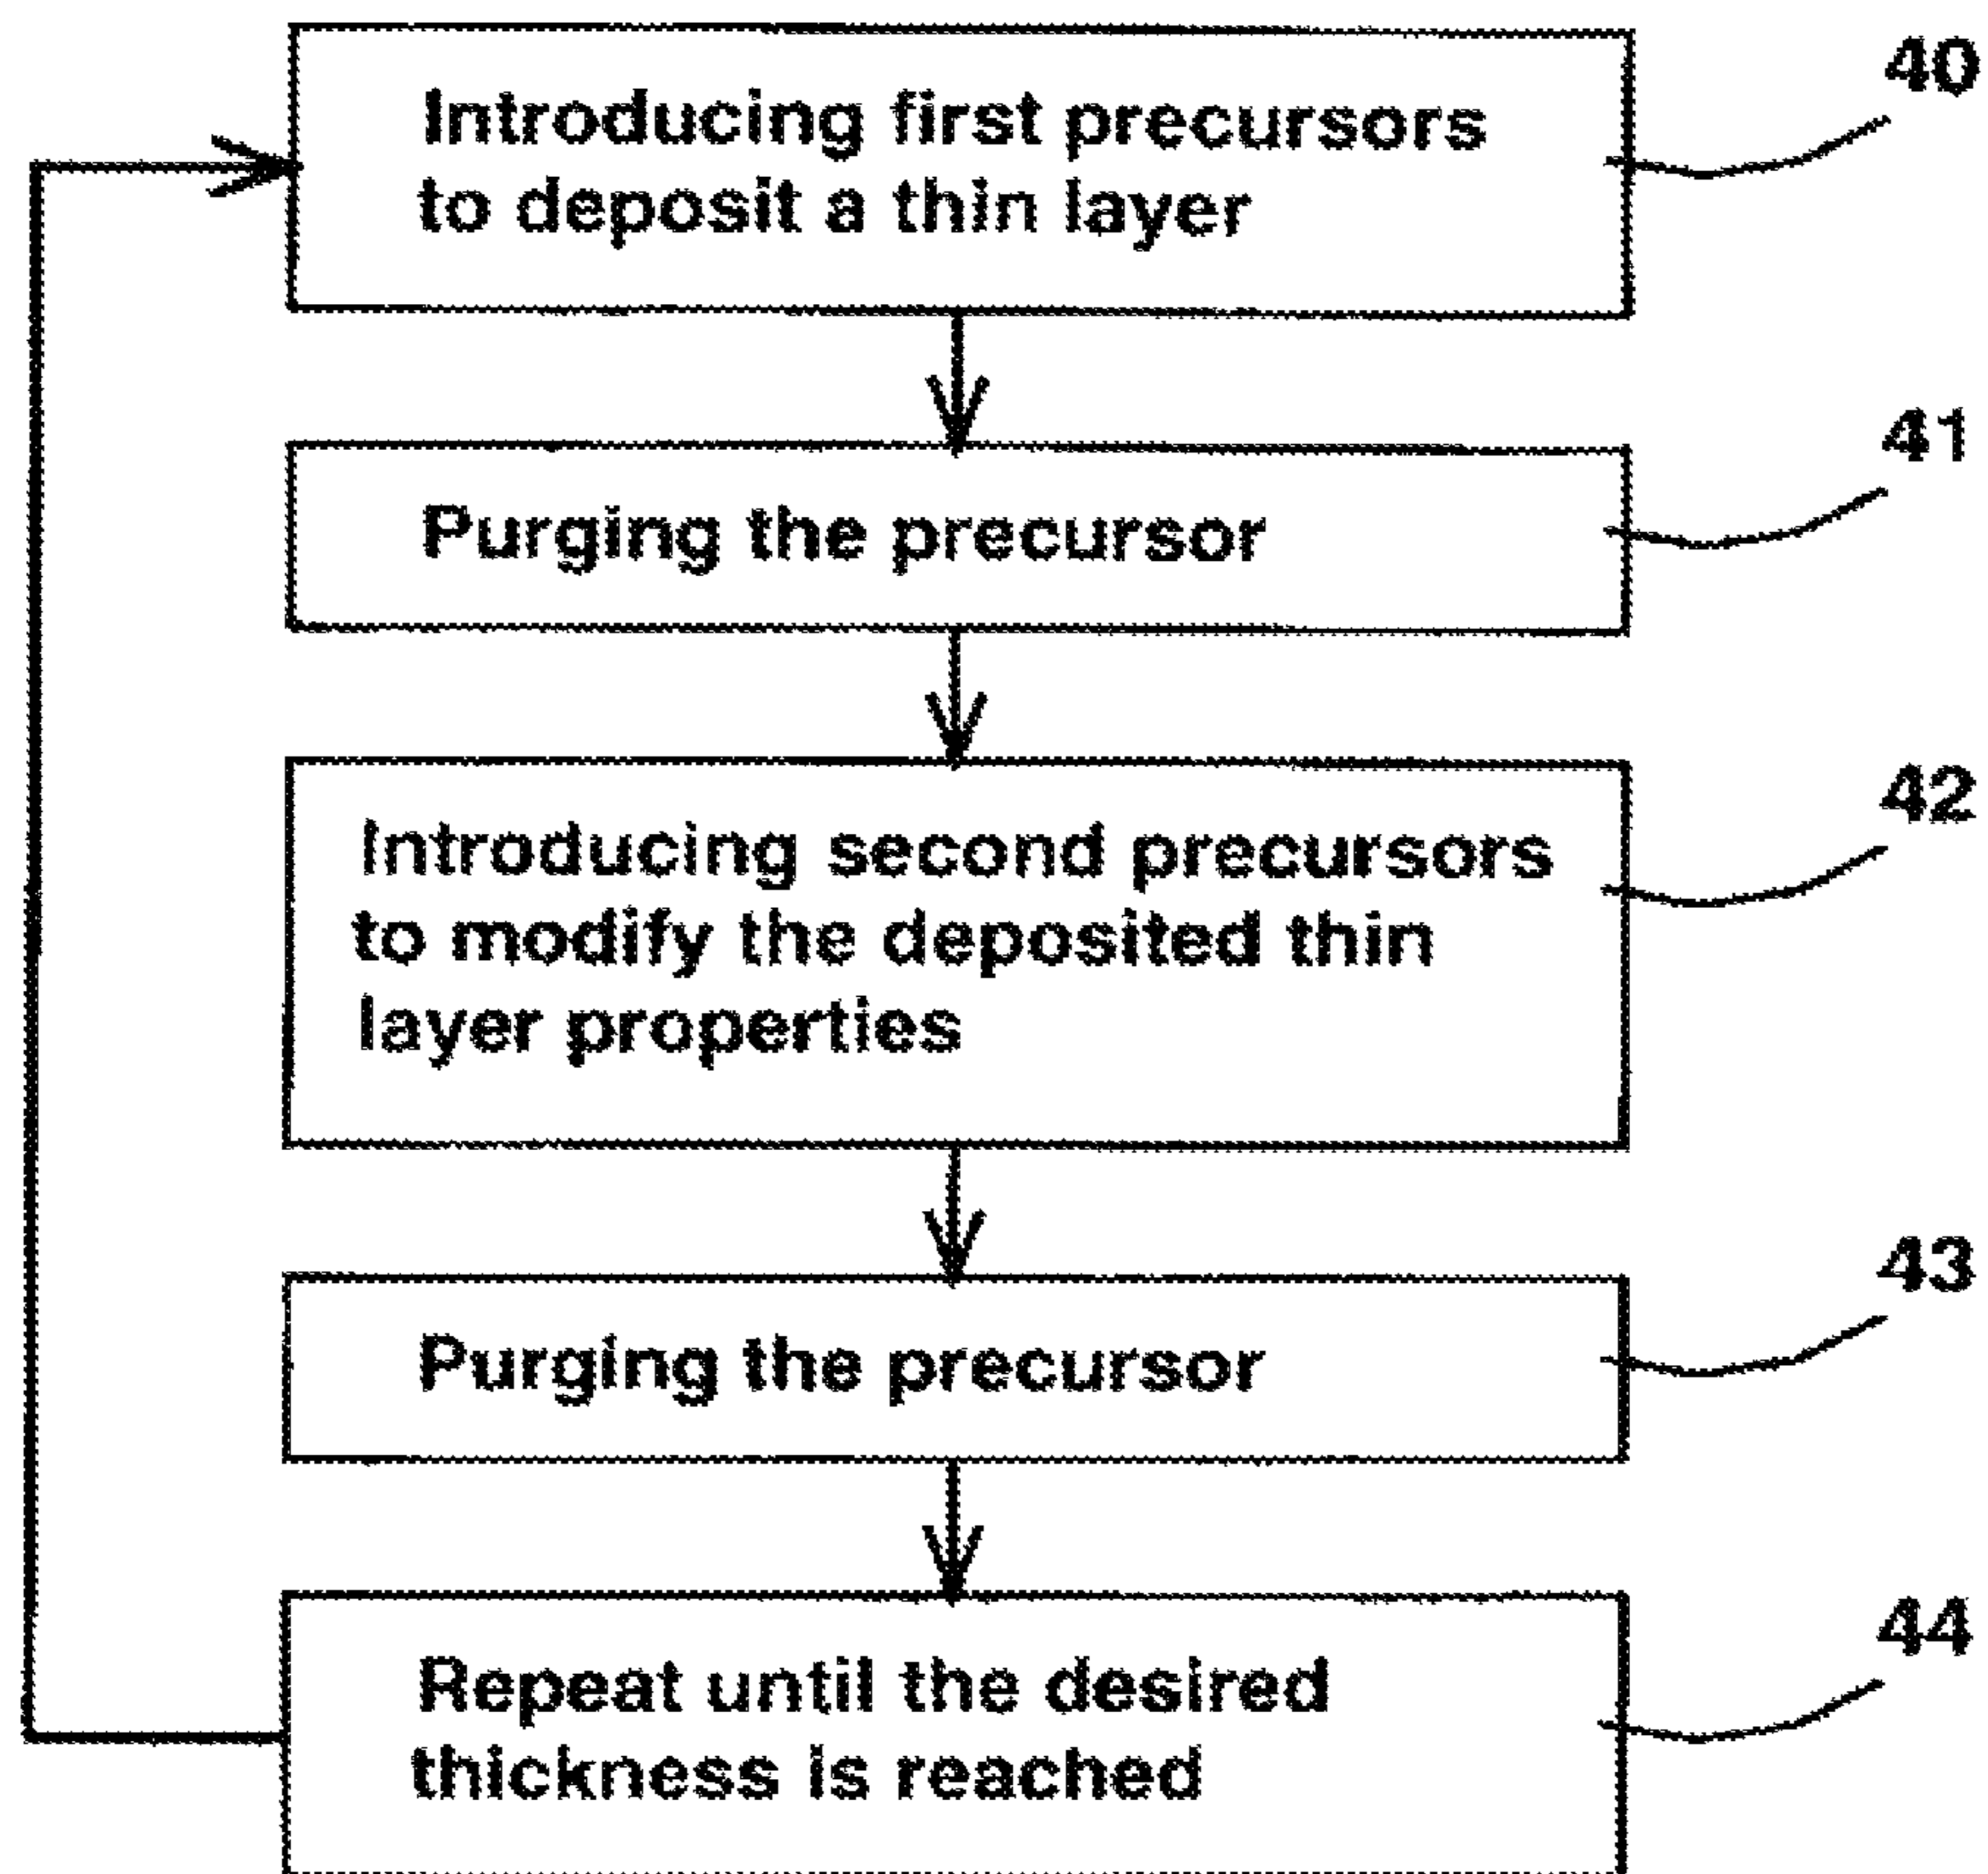 40
Introducing first precursors
to deposit a thin layer
41
Purging the precursor
42
Introducing second precursors
to modify the deposited thin
layer properties
43
Purging the precursor
44
Repeat until the desired
thickness is reached